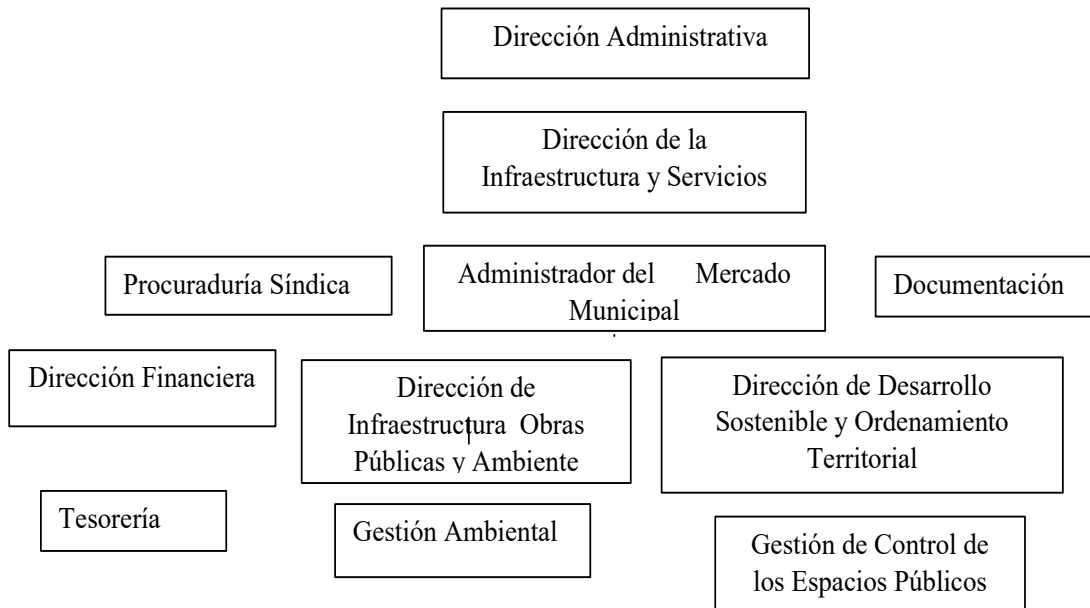 Dirección Administrativa
Dirección de la
Infraestructura y Servicios
Procuraduría Síndica
Administrador del Mercado
Municipal
Documentación
Dirección Financiera
Dirección de
Infraestructura Obras
Públicas y Ambiente
Dirección de Desarrollo
Sostenible y Ordenamiento
Territorial
Tesorería
Gestión Ambiental
Gestión de Control de
los Espacios Públicos